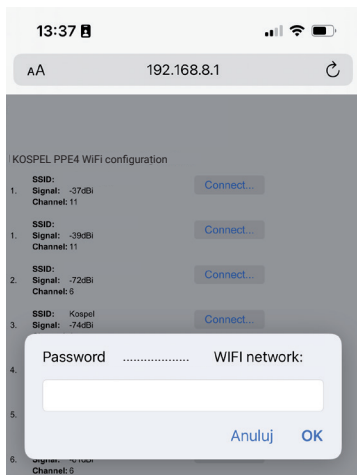 13:37
AA 192.168.8.1
KOSPEL PPE4 WiFi configuration
SSID:
1. Signal: -37dBi Connect...
Channel: 11
SSID:
1. Signal: -39dBi Connect...
Channel: 11
SSID:
2. Signal: -72dBi Connect...
Channel: 6
SSID: Kospel
3. Signal: -74dBi Connect...
4.
Password ................... WIFI network:
5.
Anuluj OK
6. Signal:
Channel: 6